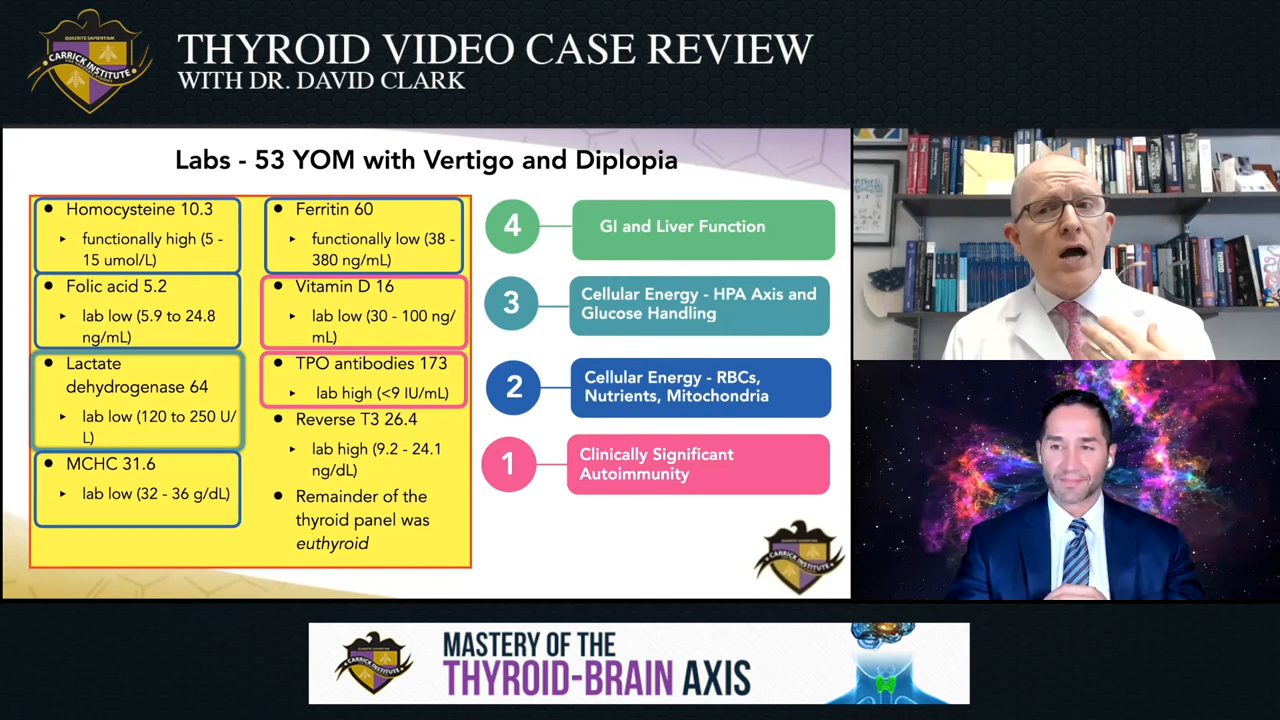 THYROID VIDEO CASE REVIEW
WITH DR. DAVID CLARK
QUAERITE SAPIENTIAM
CARRICK INSTITUTE
Labs - 53 YOM with Vertigo and Diplopia
Homocysteine 10.3
functionally high (5 -
15 umol/L)
Folic acid 5.2
lab low (5.9 to 24.8
ng/mL)
Lactate
dehydrogenase 64
lab low (120 to 250 U/
L)
MCHC 31.6
lab low (32 - 36 g/dL)
Ferritin 60
functionally low (38 -
380 ng/mL)
Vitamin D 16
lab low (30 - 100 ng/
mL)
TPO antibodies 173
lab high (<9 IU/mL)
Reverse T3 26.4
lab high (9.2 - 24.1
ng/dL)
Remainder of the
thyroid panel was
euthyroid
4
GI and Liver Function
3
Cellular Energy - HPA Axis and
Glucose Handling
2
Cellular Energy - RBCs,
Nutrients, Mitochondria
1
Clinically Significant
Autoimmunity
CARRICK INSTITUTE
CARRICK INSTITUTE
MASTERY OF THE
THYROID-BRAIN AXIS